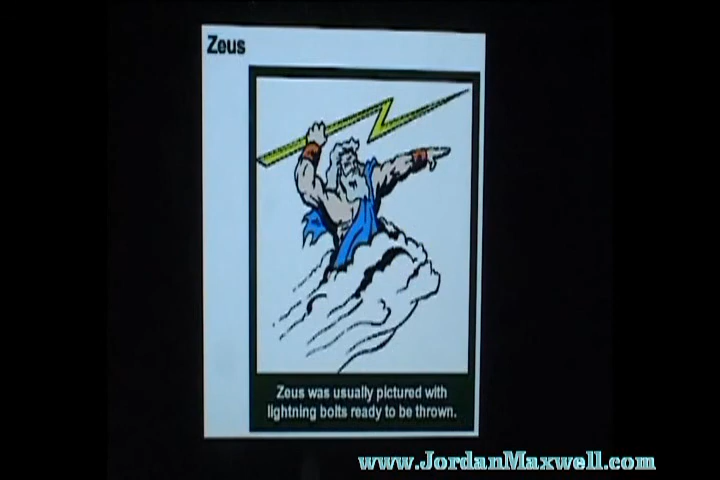 Zeus
Zeus was usually pictured with
lightning bolts ready to be thrown.
www.JordanMaxwell.com